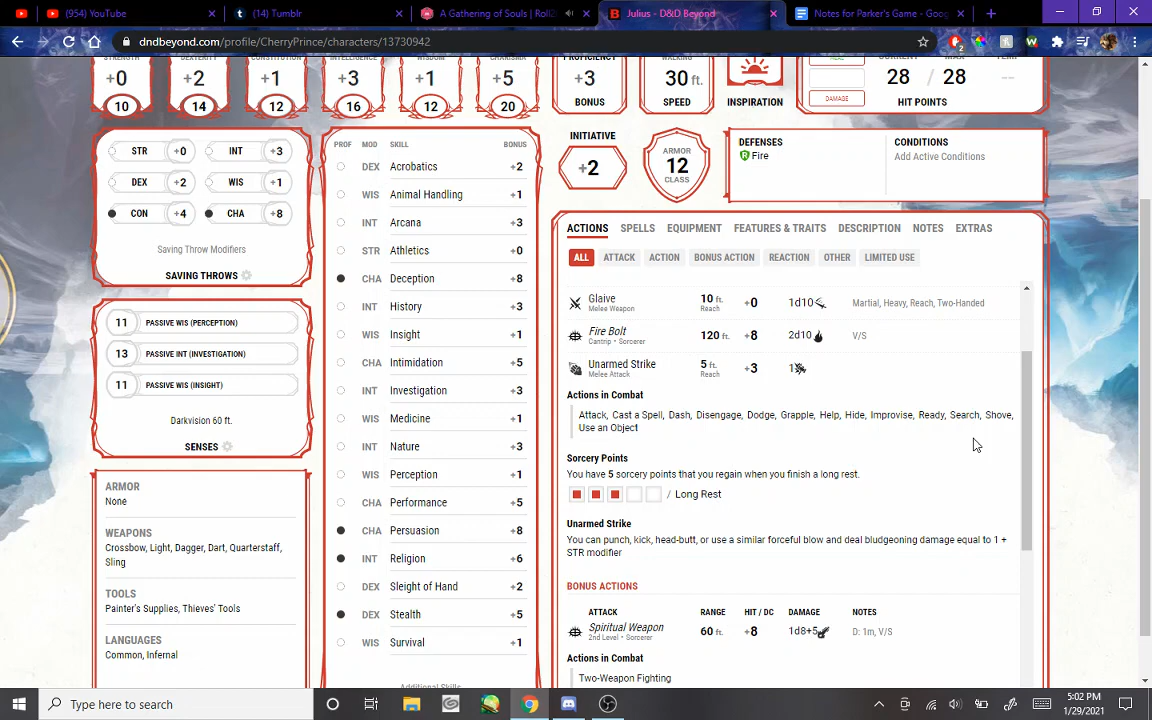 (954) YouTube
(14) Tumblr
A Gathering of Souls | Roll2
Julius - D&D Beyond
Notes for Parker's Game - Goog
dndbeyond.com/profile/CherryPrince/characters/13730942
+0
10
+2
14
+1
12
INTELLIGENCE
+3
16
+1
12
+5
20
+3
BONUS
30 ft.
SPEED
INSPIRATION
28 / 28 --
DAMAGE
HIT POINTS
STR +0
INT +3
DEX +2
WIS +1
CON +4
CHA +8
Saving Throw Modifiers
SAVING THROWS
11 PASSIVE WIS (PERCEPTION)
13 PASSIVE INT (INVESTIGATION)
11 PASSIVE WIS (INSIGHT)
Darkvision 60 ft.
SENSES
ARMOR
None
WEAPONS
Crossbow, Light, Dagger, Dart, Quarterstaff,
Sling
TOOLS
Painter's Supplies, Thieves' Tools
LANGUAGES
Common, Infernal
PROF MOD SKILL BONUS
DEX Acrobatics +2
WIS Animal Handling +1
INT Arcana +3
STR Athletics +0
CHA Deception +8
INT History +3
WIS Insight +1
CHA Intimidation +5
INT Investigation +3
WIS Medicine +1
INT Nature +3
WIS Perception +1
CHA Performance +5
CHA Persuasion +8
INT Religion +6
DEX Sleight of Hand +2
DEX Stealth +5
WIS Survival +1
Additional Skills
INITIATIVE
+2
ARMOR
12
CLASS
DEFENSES
R Fire
CONDITIONS
Add Active Conditions
ACTIONS SPELLS EQUIPMENT FEATURES & TRAITS DESCRIPTION NOTES EXTRAS
ALL ATTACK ACTION BONUS ACTION REACTION OTHER LIMITED USE
Glaive 10 ft. +0 1d10 Martial, Heavy, Reach, Two-Handed
Melee Weapon Reach
Fire Bolt 120 ft. +8 2d10 V/S
Cantrip • Sorcerer
Unarmed Strike 5 ft. +3 1
Melee Attack Reach
Actions in Combat
Attack, Cast a Spell, Dash, Disengage, Dodge, Grapple, Help, Hide, Improvise, Ready, Search, Shove,
Use an Object
Sorcery Points
You have 5 sorcery points that you regain when you finish a long rest.
/ Long Rest
Unarmed Strike
You can punch, kick, head-butt, or use a similar forceful blow and deal bludgeoning damage equal to 1 +
STR modifier
BONUS ACTIONS
ATTACK RANGE HIT / DC DAMAGE NOTES
Spiritual Weapon 60 ft. +8 1d8+5 D: 1m, V/S
2nd Level • Sorcerer
Actions in Combat
Two-Weapon Fighting
Type here to search
5:02 PM
1/29/2021